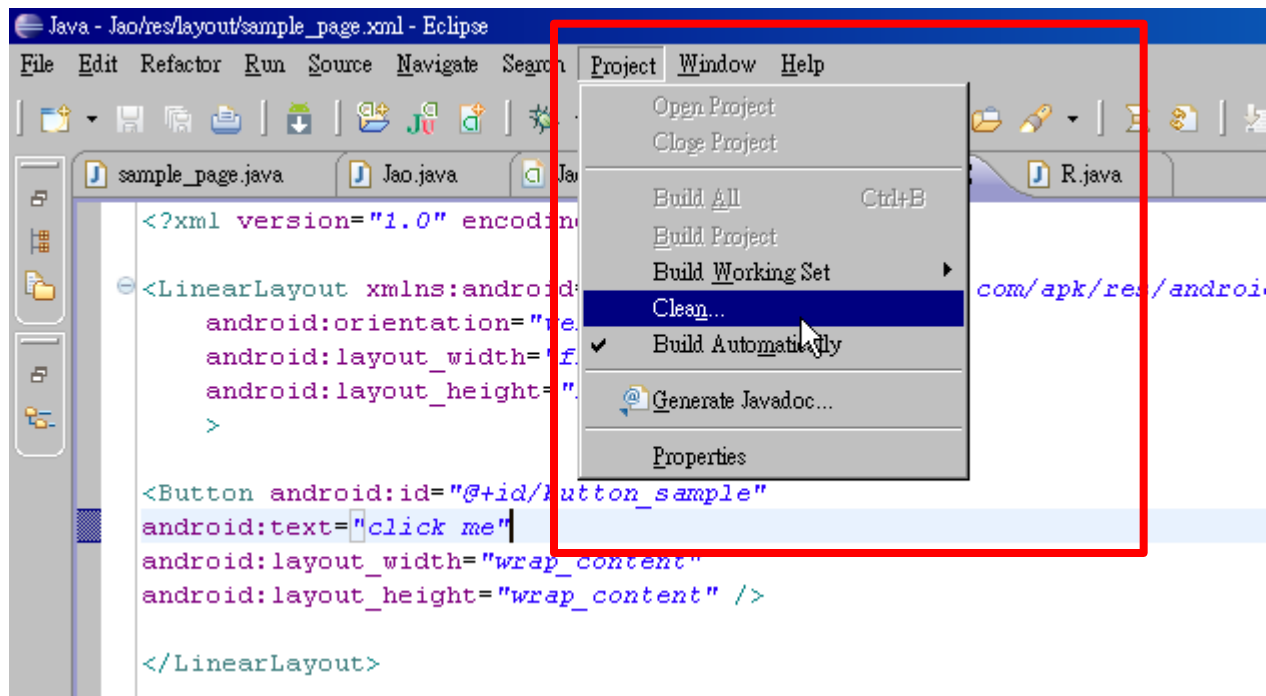 Java - Jao/res/layout/sample_page.xml - Eclipse
File Edit Refactor Run Source Navigate Search Project Window Help
Open Project
Close Project
sample_page.java Jao.java Ja R.java
Build All Ctrl+B
Build Project
Build Working Set
Clean...
Build Automatically
Generate Javadoc...
Properties
<?xml version="1.0" encodin
<LinearLayout xmlns:android= com/apk/res/androi
android:orientation="ve
android:layout_width="f
android:layout_height="
>
<Button android:id="@+id/button_sample"
android:text="click me"
android:layout_width="wrap_content"
android:layout_height="wrap_content" />
</LinearLayout>